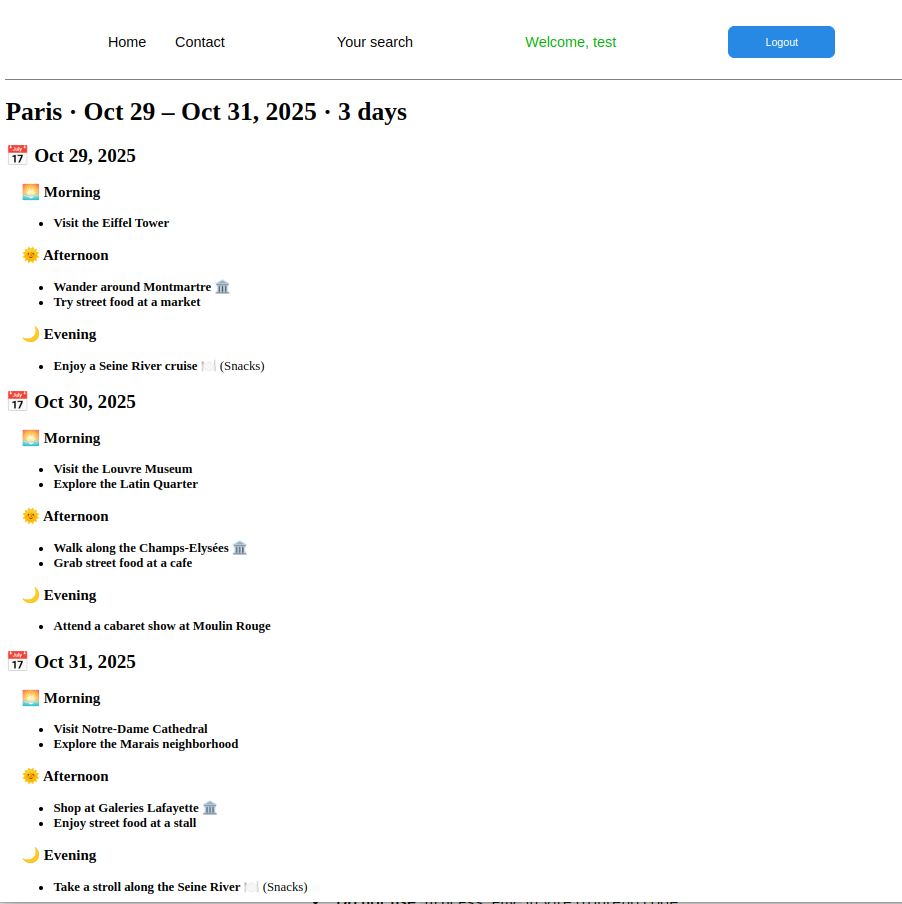 Home Contact Your search Welcome, test Logout
Paris · Oct 29 – Oct 31, 2025 · 3 days
📅 Oct 29, 2025
🌅 Morning
• Visit the Eiffel Tower
🌞 Afternoon
• Wander around Montmartre 🏛️
• Try street food at a market
🌙 Evening
• Enjoy a Seine River cruise 🍽️ (Snacks)
📅 Oct 30, 2025
🌅 Morning
• Visit the Louvre Museum
• Explore the Latin Quarter
🌞 Afternoon
• Walk along the Champs-Elysées 🏛️
• Grab street food at a cafe
🌙 Evening
• Attend a cabaret show at Moulin Rouge
📅 Oct 31, 2025
🌅 Morning
• Visit Notre-Dame Cathedral
• Explore the Marais neighborhood
🌞 Afternoon
• Shop at Galeries Lafayette 🏛️
• Enjoy street food at a stall
🌙 Evening
• Take a stroll along the Seine River 🍽️ (Snacks)